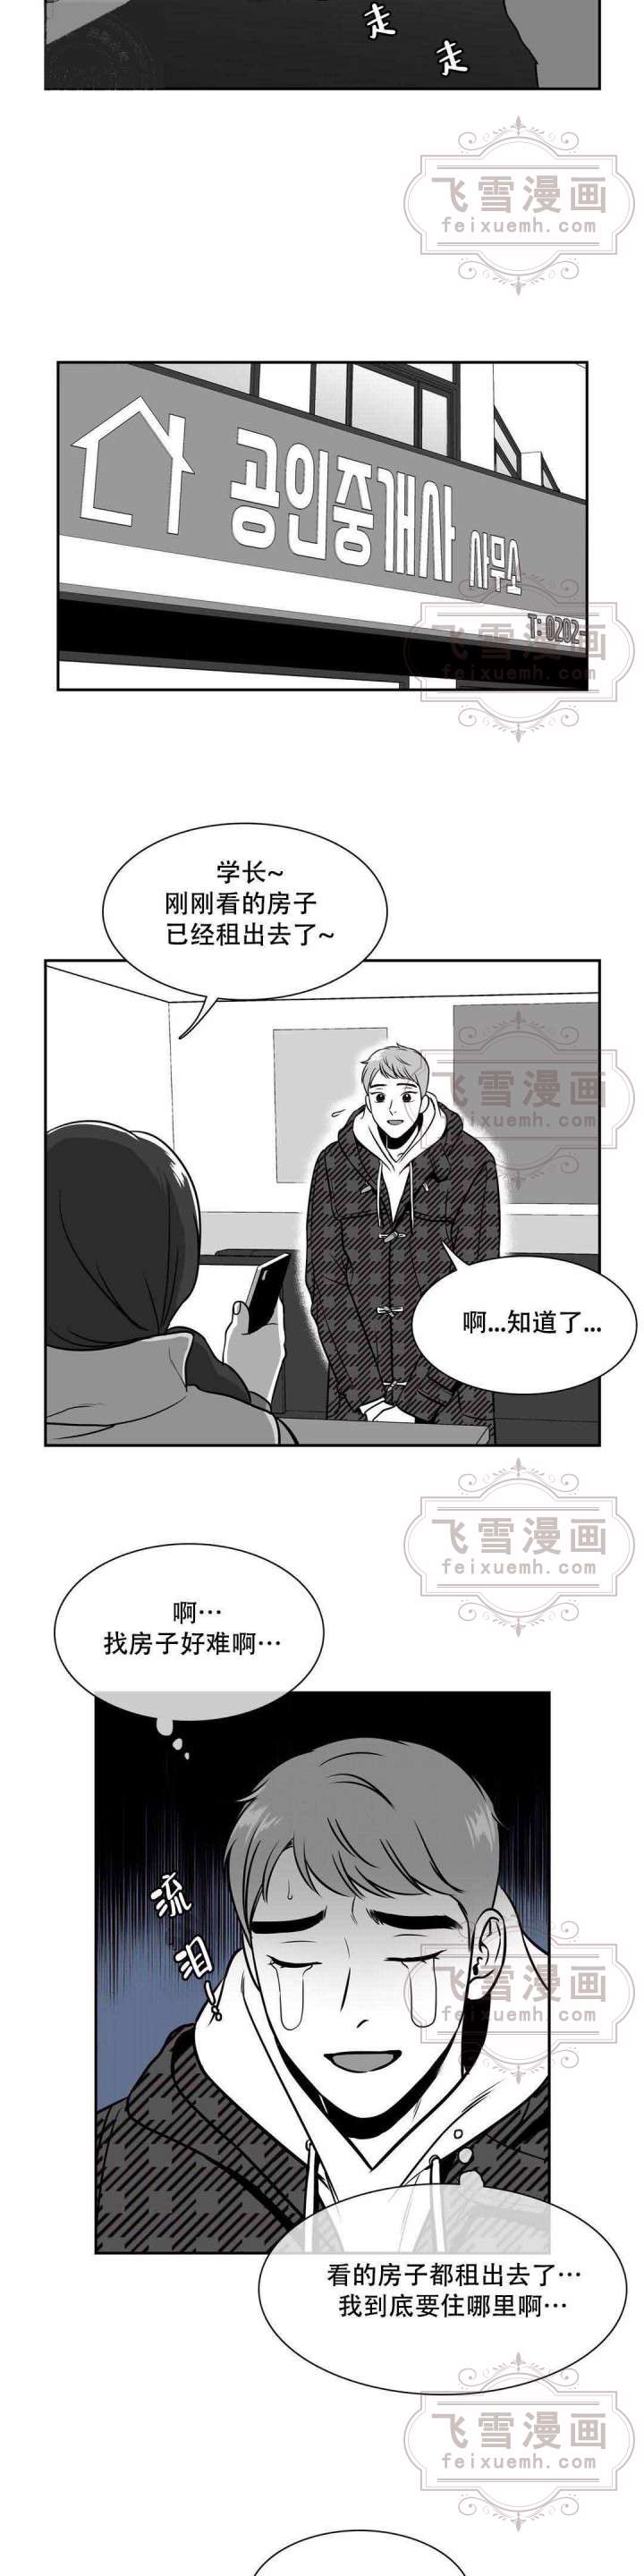 走
走
飞雪漫画
feixuemh.com
공인중개사 사무소
T: 0202-
飞雪漫画
feixuemh.com
学长~
刚刚看的房子
已经租出去了~
飞雪漫画
feixuemh.com
啊...知道了...
飞雪漫画
feixuemh.com
啊…
找房子好难啊…
流
泪!
飞雪漫画
feixuemh.com
看的房子都租出去了…
我到底要住哪里啊…
飞雪漫画
feixuemh.com